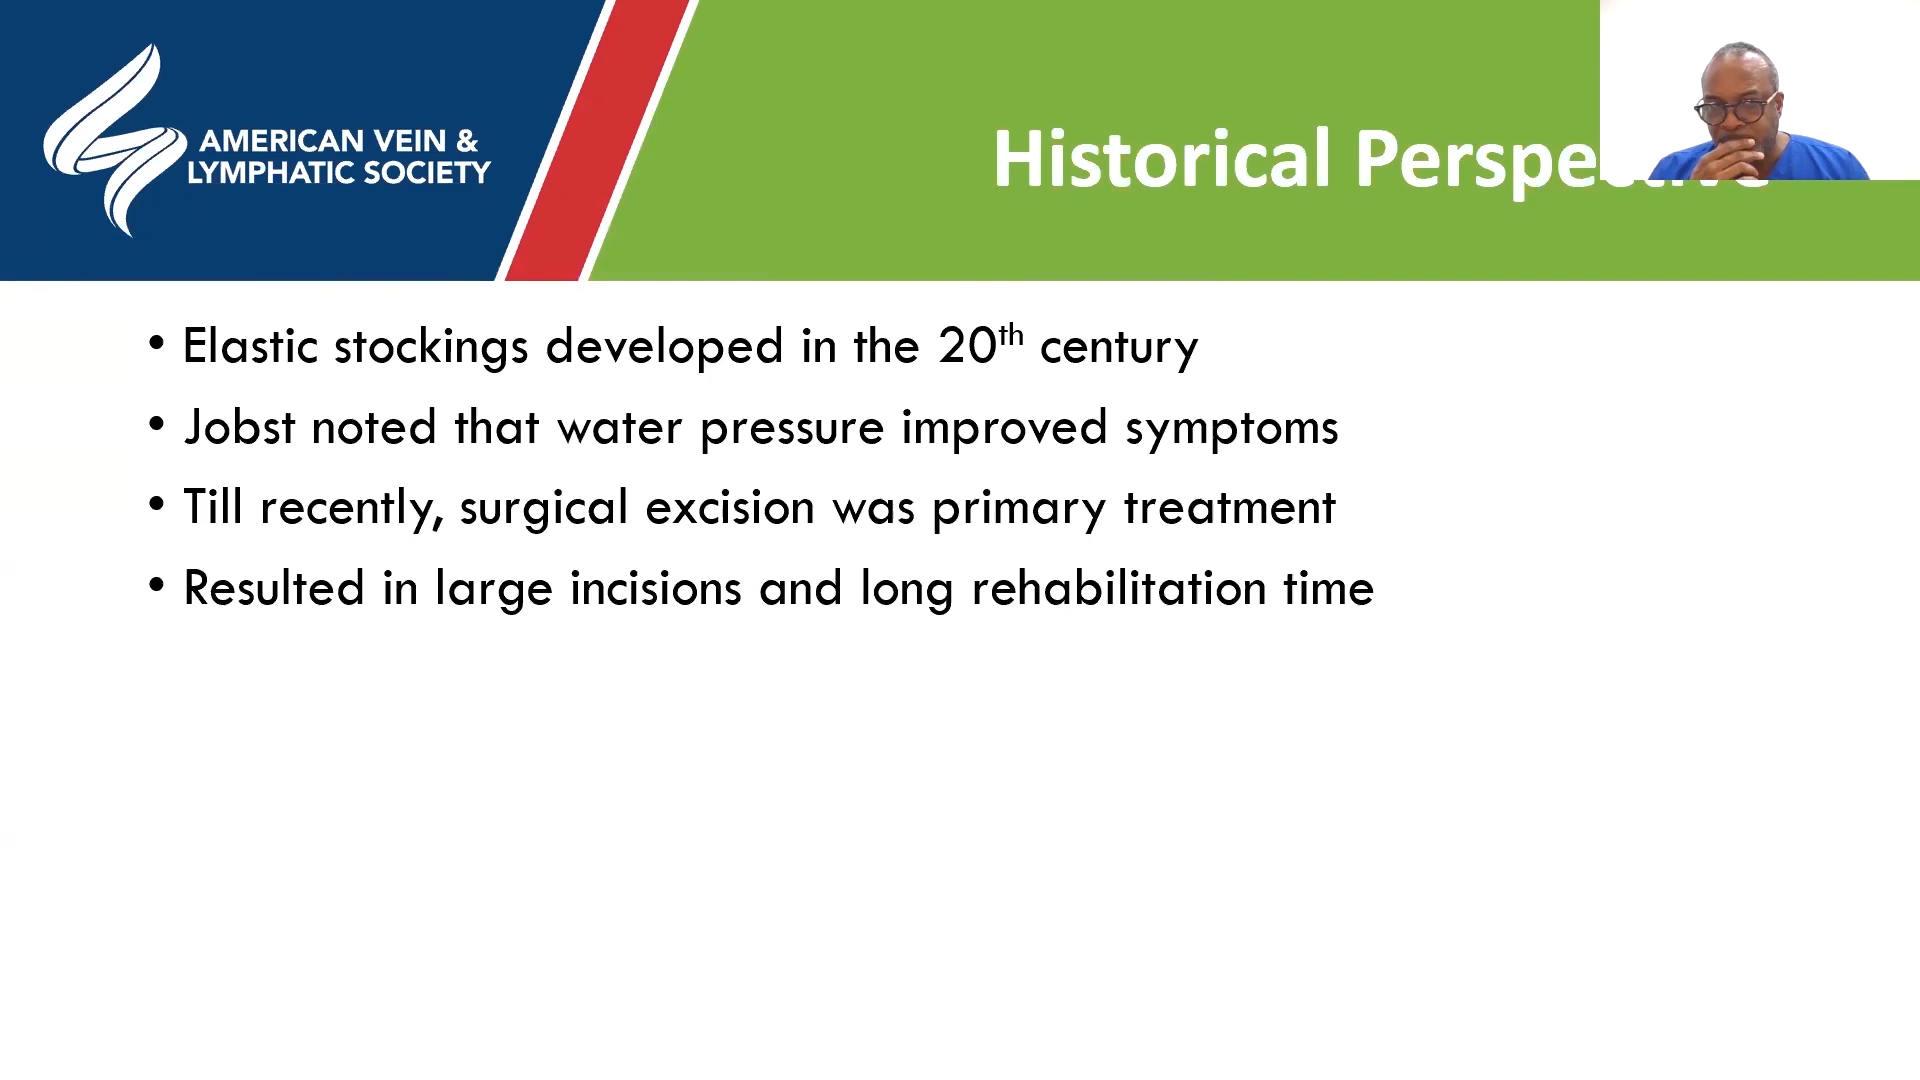 AMERICAN VEIN &
LYMPHATIC SOCIETY
Historical Perspective
• Elastic stockings developed in the 20th century
• Jobst noted that water pressure improved symptoms
• Till recently, surgical excision was primary treatment
• Resulted in large incisions and long rehabilitation time